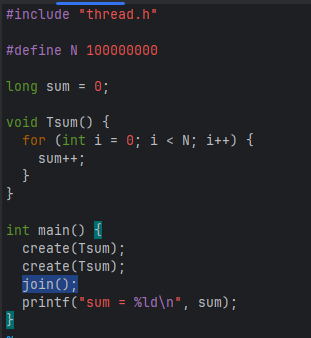 #include "thread.h"
#define N 100000000
long sum = 0;
void Tsum() {
for (int i = 0; i < N; i++) {
sum++;
}
}
int main() {
create(Tsum);
create(Tsum);
join();
printf("sum = %ld\n", sum);
}